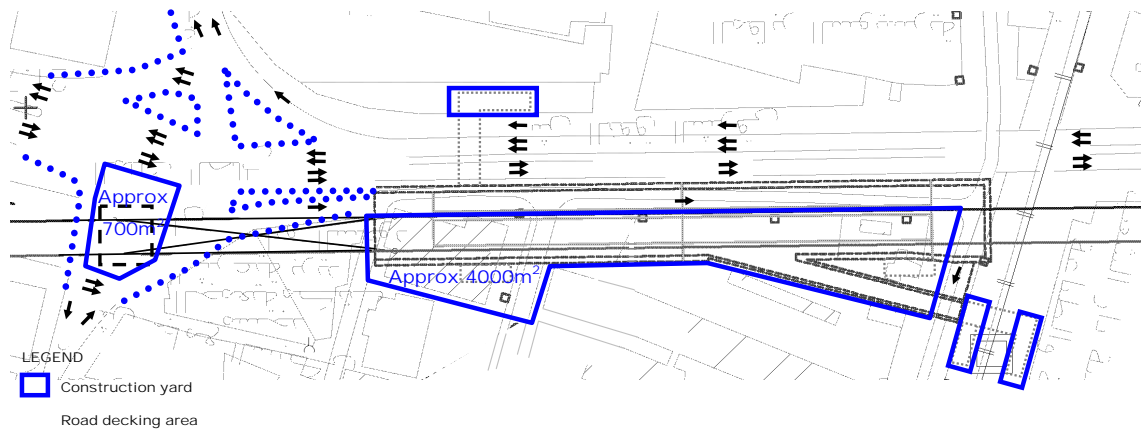 Approx
700m²
Approx 4000m²
LEGEND
Construction yard
Road decking area